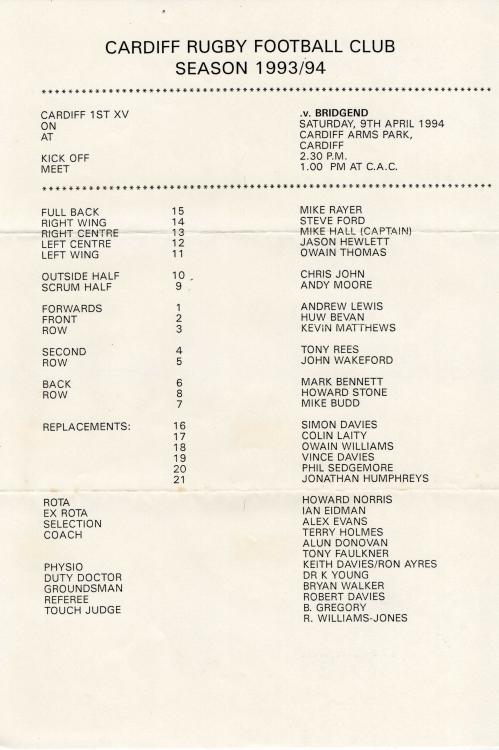 CARDIFF RUGBY FOOTBALL CLUB
SEASON 1993/94
CARDIFF 1ST XV .v. BRIDGEND
ON SATURDAY, 9TH APRIL 1994
AT CARDIFF ARMS PARK,
CARDIFF
KICK OFF 2.30 P.M.
MEET 1.00 PM AT C.A.C.
FULL BACK 15 MIKE RAYER
RIGHT WING 14 STEVE FORD
RIGHT CENTRE 13 MIKE HALL (CAPTAIN)
LEFT CENTRE 12 JASON HEWLETT
LEFT WING 11 OWAIN THOMAS
OUTSIDE HALF 10 CHRIS JOHN
SCRUM HALF 9 ANDY MOORE
FORWARDS 1 ANDREW LEWIS
FRONT 2 HUW BEVAN
ROW 3 KEVIN MATTHEWS
SECOND 4 TONY REES
ROW 5 JOHN WAKEFORD
BACK 6 MARK BENNETT
ROW 8 HOWARD STONE
7 MIKE BUDD
REPLACEMENTS: 16 SIMON DAVIES
17 COLIN LAITY
18 OWAIN WILLIAMS
19 VINCE DAVIES
20 PHIL SEDGEMORE
21 JONATHAN HUMPHREYS
ROTA HOWARD NORRIS
EX ROTA IAN EIDMAN
SELECTION ALEX EVANS
COACH TERRY HOLMES
ALUN DONOVAN
TONY FAULKNER
PHYSIO KEITH DAVIES/RON AYRES
DUTY DOCTOR DR K YOUNG
GROUNDSMAN BRYAN WALKER
REFEREE ROBERT DAVIES
TOUCH JUDGE B. GREGORY
R. WILLIAMS-JONES